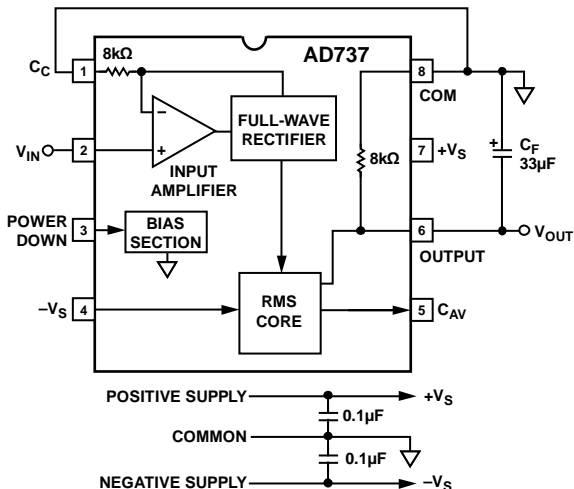 AD737
8kΩ
C_C 1
8
COM
FULL-WAVE
RECTIFIER
−
+
INPUT
AMPLIFIER
V_IN 2
8kΩ
7 +V_S
+
C_F
33µF
POWER
DOWN
3
BIAS
SECTION
6
OUTPUT
V_OUT
−V_S 4
RMS
CORE
5 C_AV
POSITIVE SUPPLY
+V_S
0.1µF
COMMON
0.1µF
NEGATIVE SUPPLY
−V_S